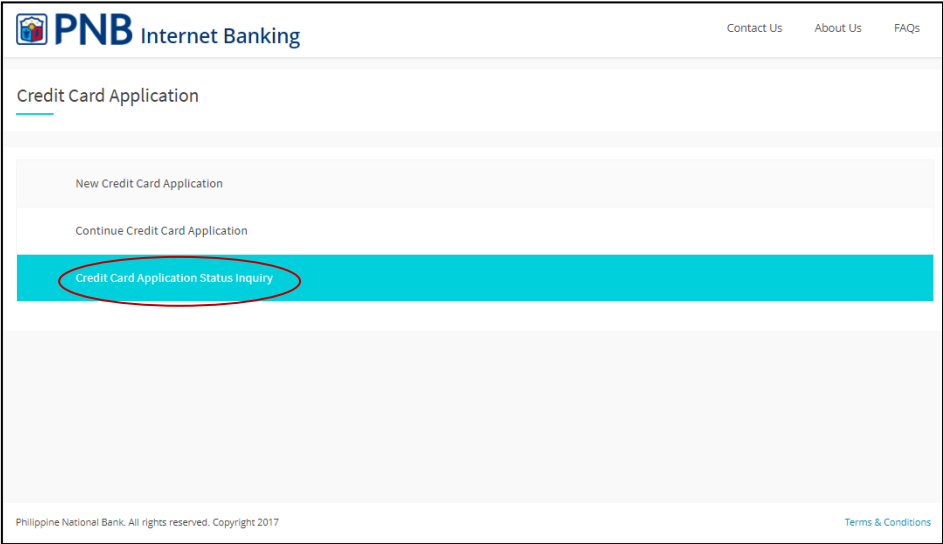 PNB Internet Banking
Contact Us About Us FAQs
Credit Card Application
New Credit Card Application
Continue Credit Card Application
Credit Card Application Status Inquiry
Philippine National Bank. All rights reserved. Copyright 2017
Terms & Conditions